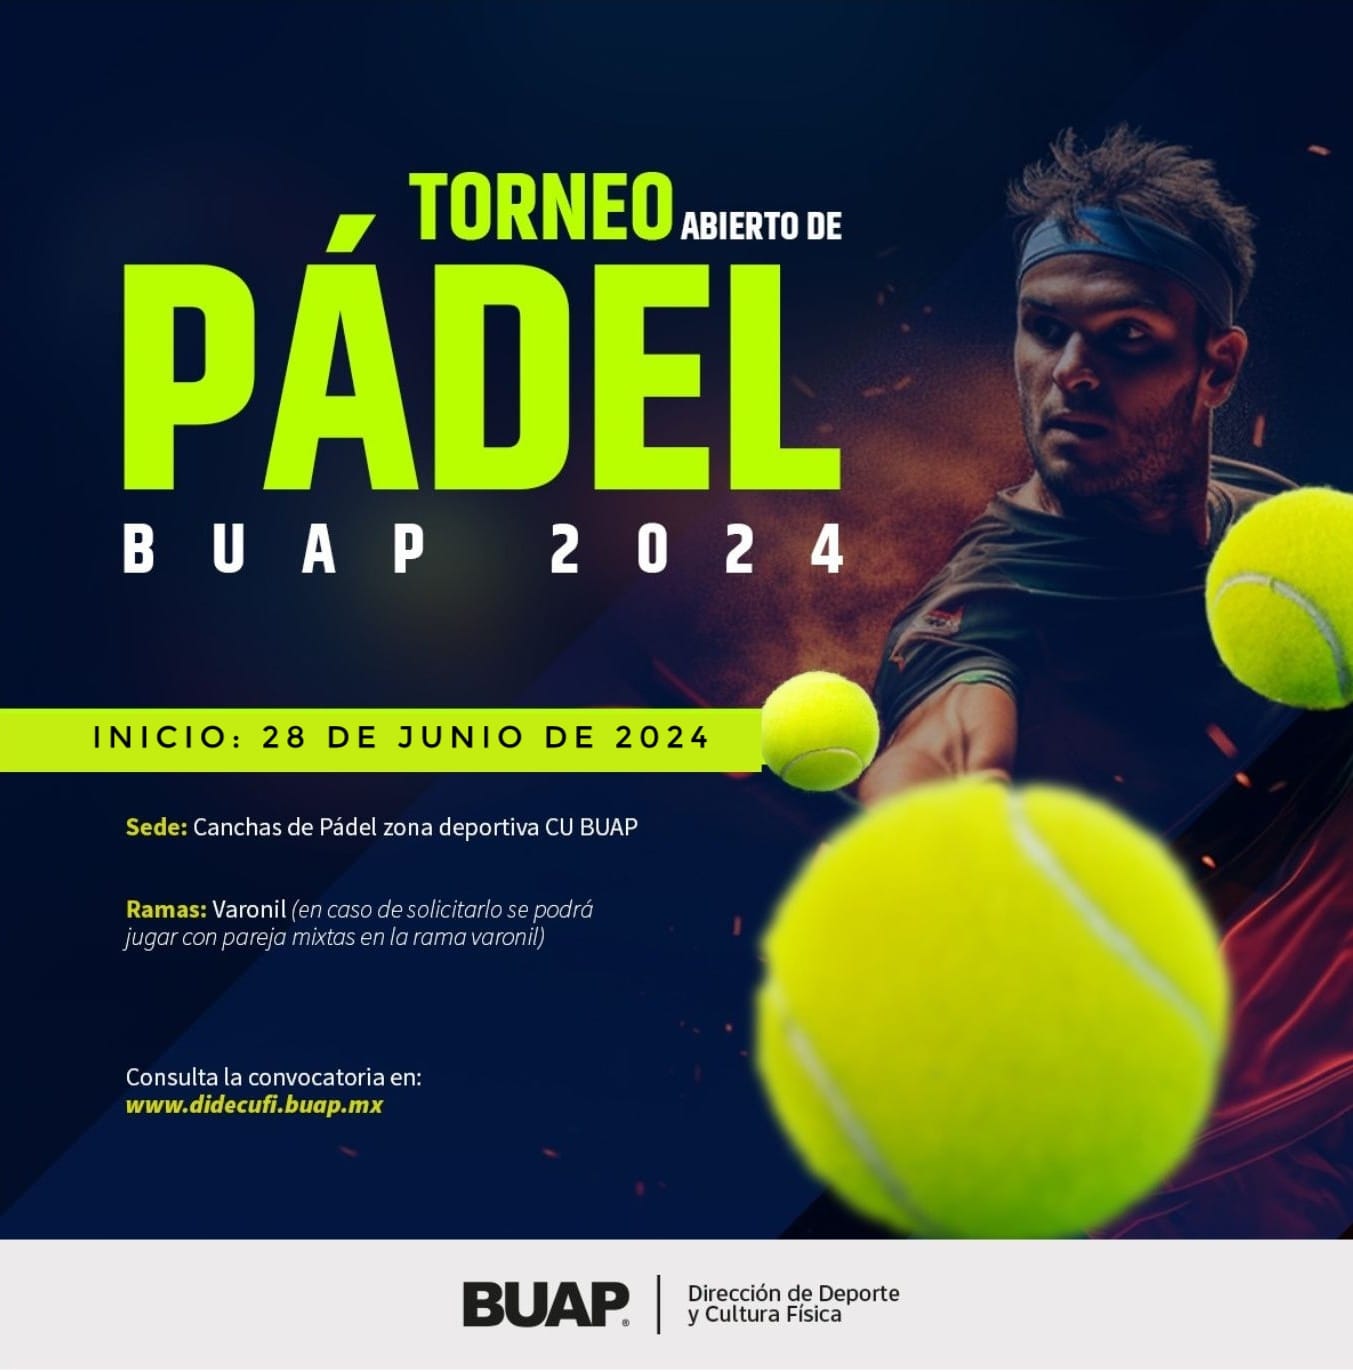 TORNEO ABIERTO DE
PÁDEL
BUAP 2024
INICIO: 28 DE JUNIO DE 2024
Sede: Canchas de Pádel zona deportiva CU BUAP
Ramas: Varonil (en caso de solicitarlo se podrá
jugar con pareja mixtas en la rama varonil)
Consulta la convocatoria en:
www.didecufi.buap.mx
BUAP®
Dirección de Deporte
y Cultura Física